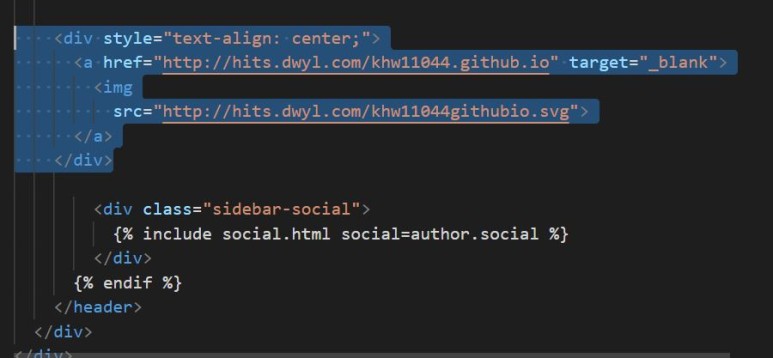 <div style="text-align: center;">
<a href="http://hits.dwyl.com/khw11044.github.io" target="_blank">
<img
src="http://hits.dwyl.com/khw11044githubio.svg">
</a>
</div>
<div class="sidebar-social">
{% include social.html social=author.social %}
</div>
{% endif %}
</header>
</div>
</div>